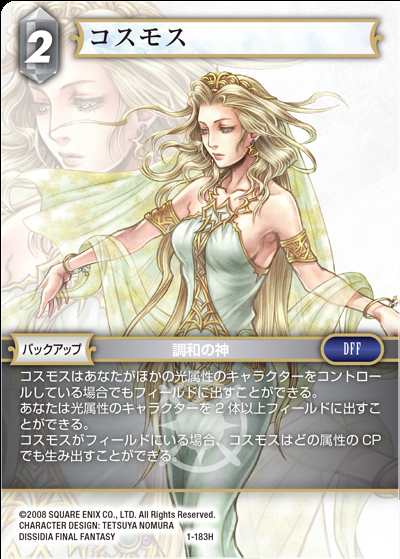 2
コスモス
バックアップ
調和の神
DFF
コスモスはあなたがほかの光属性のキャラクターをコントロー
ルしている場合でもフィールドに出すことができる。
あなたは光属性のキャラクターを2体以上フィールドに出すこ
とができる。
コスモスがフィールドにいる場合、コスモスはどの属性のCP
でも生み出すことができる。
©2008 SQUARE ENIX CO., LTD. All Rights Reserved.
CHARACTER DESIGN: TETSUYA NOMURA
DISSIDIA FINAL FANTASY
1-183H